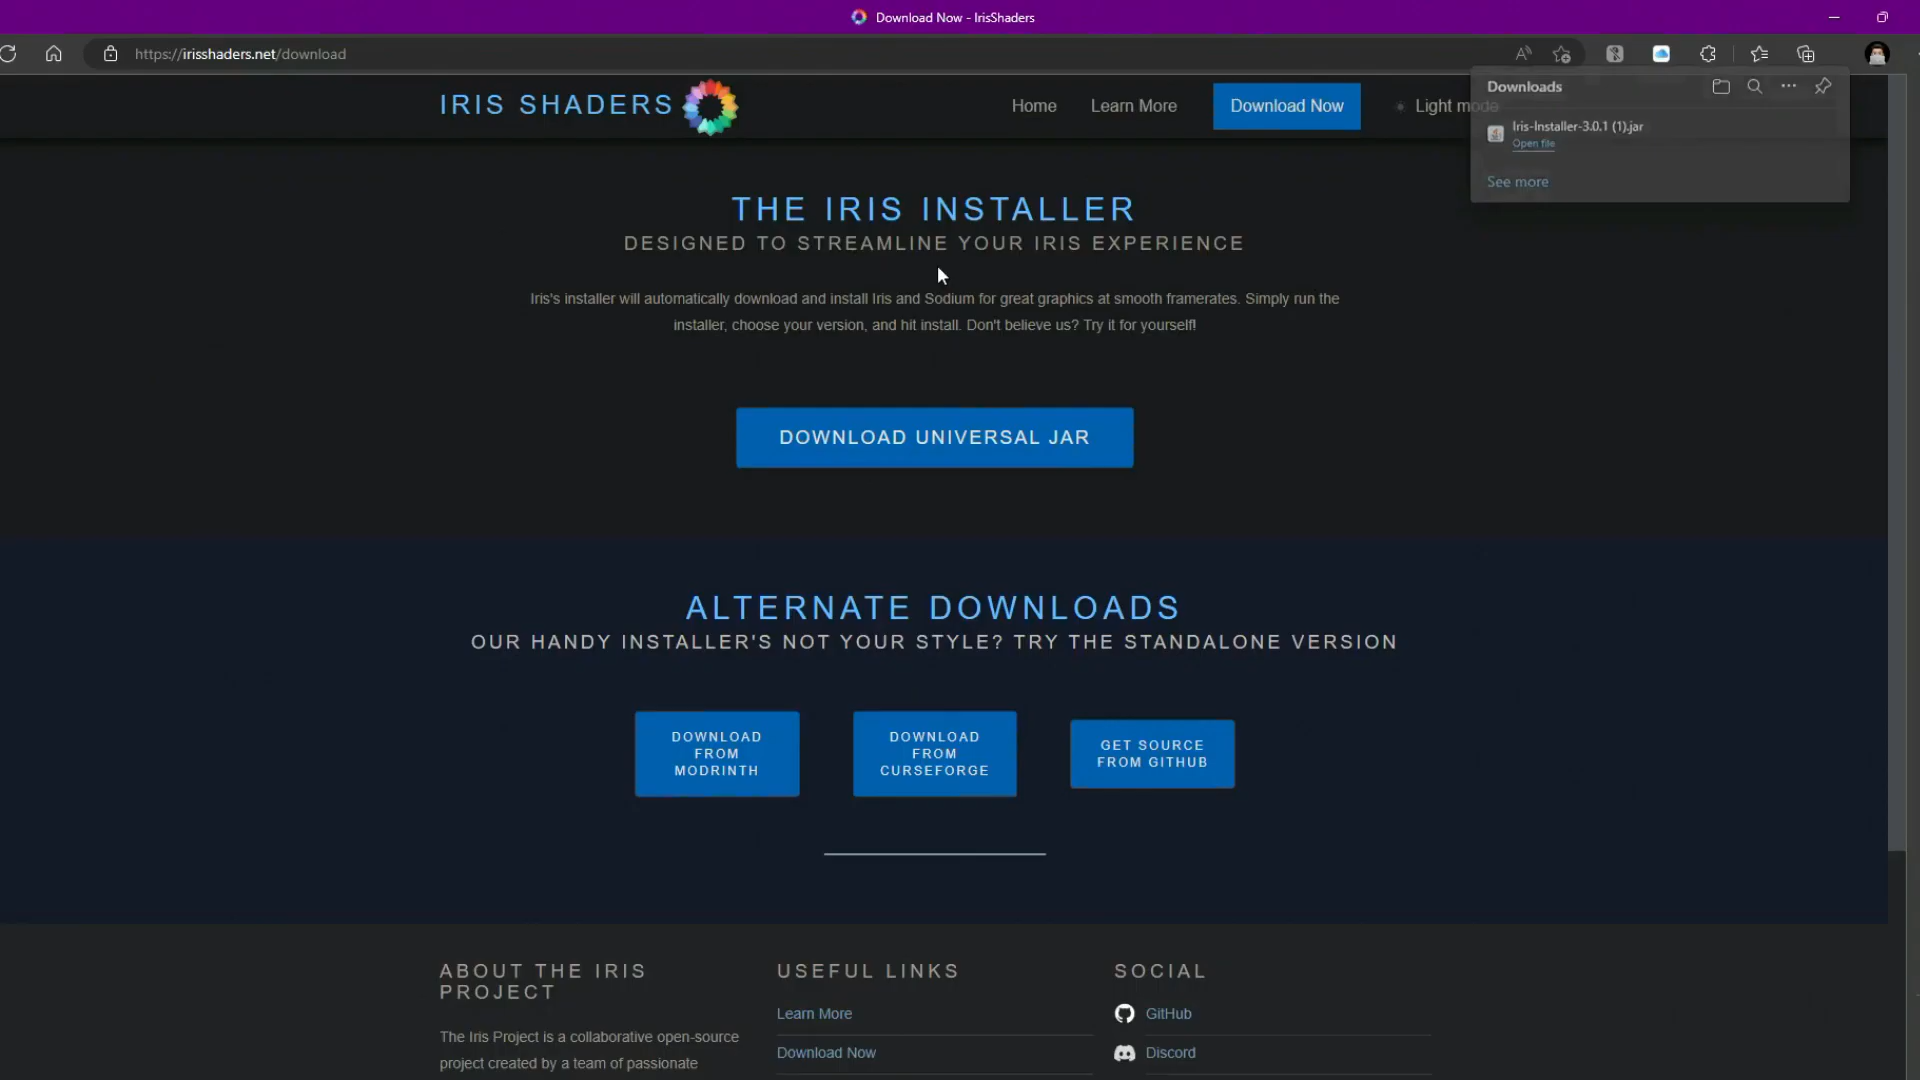 Download Now - IrisShaders
https://irisshaders.net/download
IRIS SHADERS
Home
Learn More
Download Now
Light mode
Downloads
Iris-Installer-3.0.1 (1).jar
Open file
See more
THE IRIS INSTALLER
DESIGNED TO STREAMLINE YOUR IRIS EXPERIENCE
Iris's installer will automatically download and install Iris and Sodium for great graphics at smooth framerates. Simply run the
installer, choose your version, and hit install. Don't believe us? Try it for yourself!
DOWNLOAD UNIVERSAL JAR
ALTERNATE DOWNLOADS
OUR HANDY INSTALLER'S NOT YOUR STYLE? TRY THE STANDALONE VERSION
DOWNLOAD
FROM
MODRINTH
DOWNLOAD
FROM
CURSEFORGE
GET SOURCE
FROM GITHUB
ABOUT THE IRIS
PROJECT
The Iris Project is a collaborative open-source
project created by a team of passionate
USEFUL LINKS
Learn More
Download Now
SOCIAL
GitHub
Discord